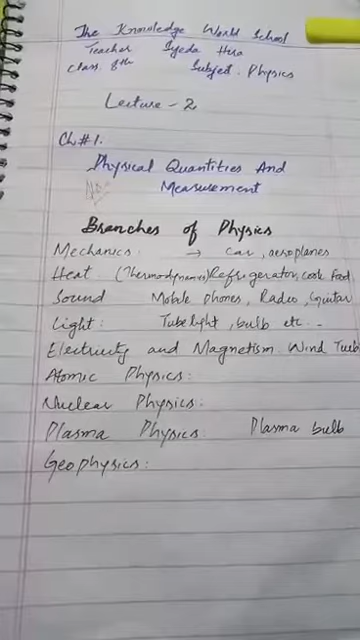 The Knowledge World School
Teacher Syeda Hira
Class 8th Subject. Physics
Lecture - 2
Ch#1.
Physical Quantities And
Measurement
Branches of Physics
Mechanics. → car, aeroplanes
Heat (Thermodynamics) Refrigerator, cook food
Sound Mobile phones, Radio, Guitar
Light: Tubelight, bulb etc..
Electricity and Magnetism. Wind Turb
Atomic Physics:
Nuclear Physics:
Plasma Physics: Plasma bulb
Geophysics: